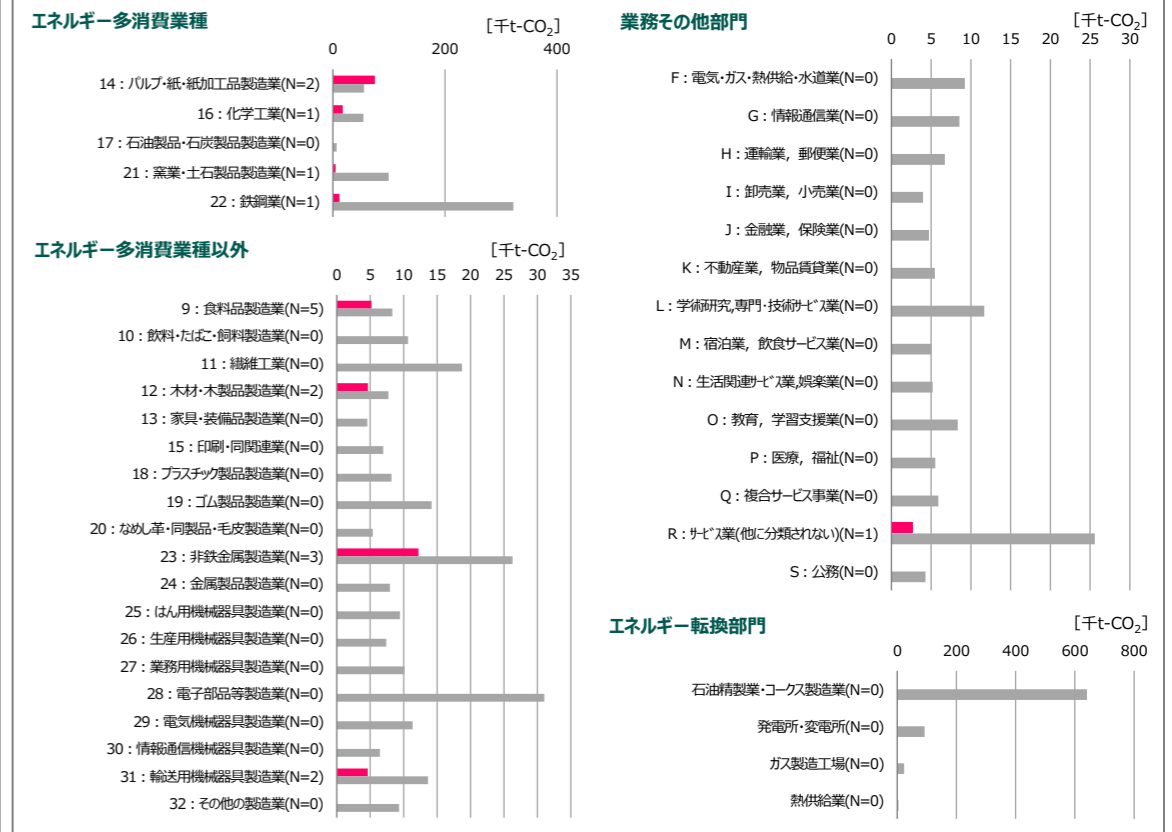 エネルギー多消費業種
[千t-CO2]
0 200 400
14：パルプ・紙・紙加工品製造業(N=2)
16：化学工業(N=1)
17：石油製品・石炭製品製造業(N=0)
21：窯業・土石製品製造業(N=1)
22：鉄鋼業(N=1)
エネルギー多消費業種以外
[千t-CO2]
0 5 10 15 20 25 30 35
9：食料品製造業(N=5)
10：飲料・たばこ・飼料製造業(N=0)
11：繊維工業(N=0)
12：木材・木製品製造業(N=2)
13：家具・装備品製造業(N=0)
15：印刷・同関連業(N=0)
18：プラスチック製品製造業(N=0)
19：ゴム製品製造業(N=0)
20：なめし革・同製品・毛皮製造業(N=0)
23：非鉄金属製造業(N=3)
24：金属製品製造業(N=0)
25：はん用機械器具製造業(N=0)
26：生産用機械器具製造業(N=0)
27：業務用機械器具製造業(N=0)
28：電子部品等製造業(N=0)
29：電気機械器具製造業(N=0)
30：情報通信機械器具製造業(N=0)
31：輸送用機械器具製造業(N=2)
32：その他の製造業(N=0)
業務その他部門
[千t-CO2]
0 5 10 15 20 25 30
F：電気・ガス・熱供給・水道業(N=0)
G：情報通信業(N=0)
H：運輸業，郵便業(N=0)
I：卸売業，小売業(N=0)
J：金融業，保険業(N=0)
K：不動産業，物品賃貸業(N=0)
L：学術研究,専門・技術ｻｰﾋﾞｽ業(N=0)
M：宿泊業，飲食サービス業(N=0)
N：生活関連ｻｰﾋﾞｽ業,娯楽業(N=0)
O：教育，学習支援業(N=0)
P：医療，福祉(N=0)
Q：複合サービス事業(N=0)
R：ｻｰﾋﾞｽ業(他に分類されない)(N=1)
S：公務(N=0)
エネルギー転換部門
[千t-CO2]
0 200 400 600 800
石油精製業・コークス製造業(N=0)
発電所・変電所(N=0)
ガス製造工場(N=0)
熱供給業(N=0)